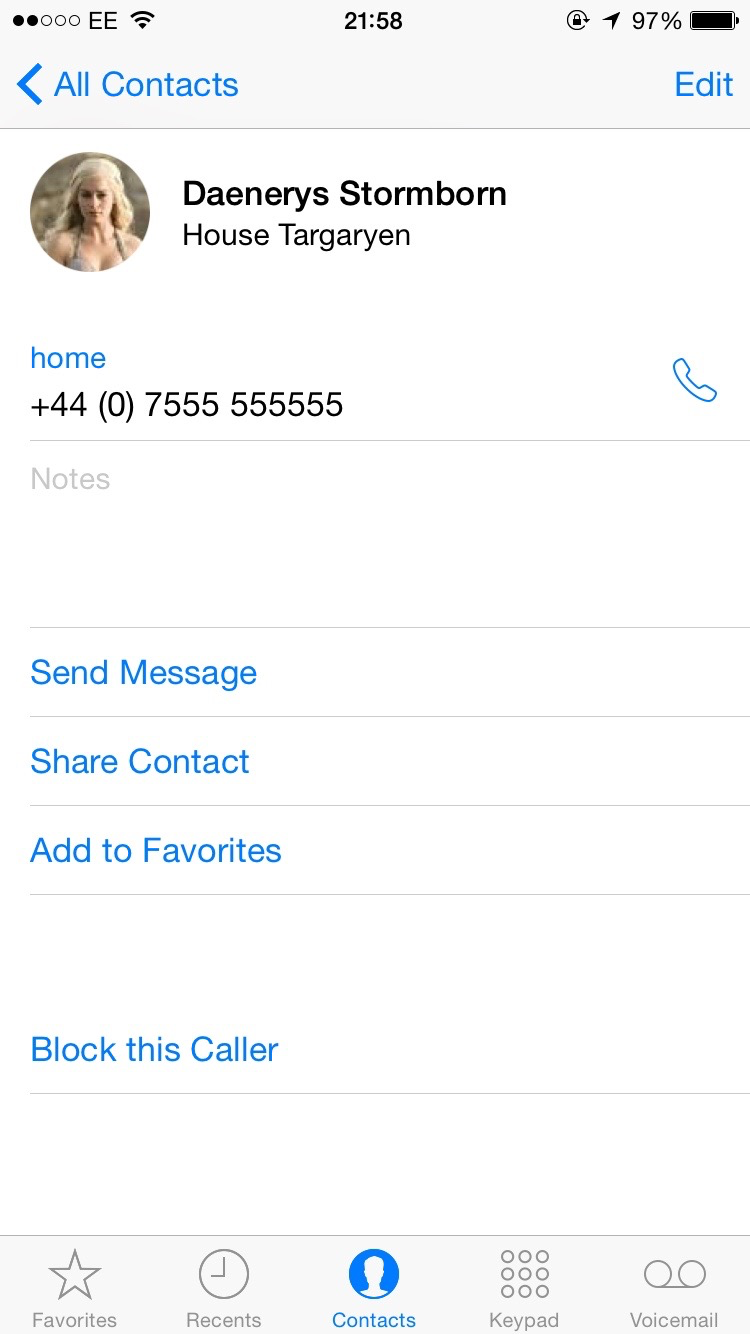 EE 21:58 97%
All Contacts Edit
Daenerys Stormborn
House Targaryen
home
+44 (0) 7555 555555
Notes
Send Message
Share Contact
Add to Favorites
Block this Caller
Favorites Recents Contacts Keypad Voicemail